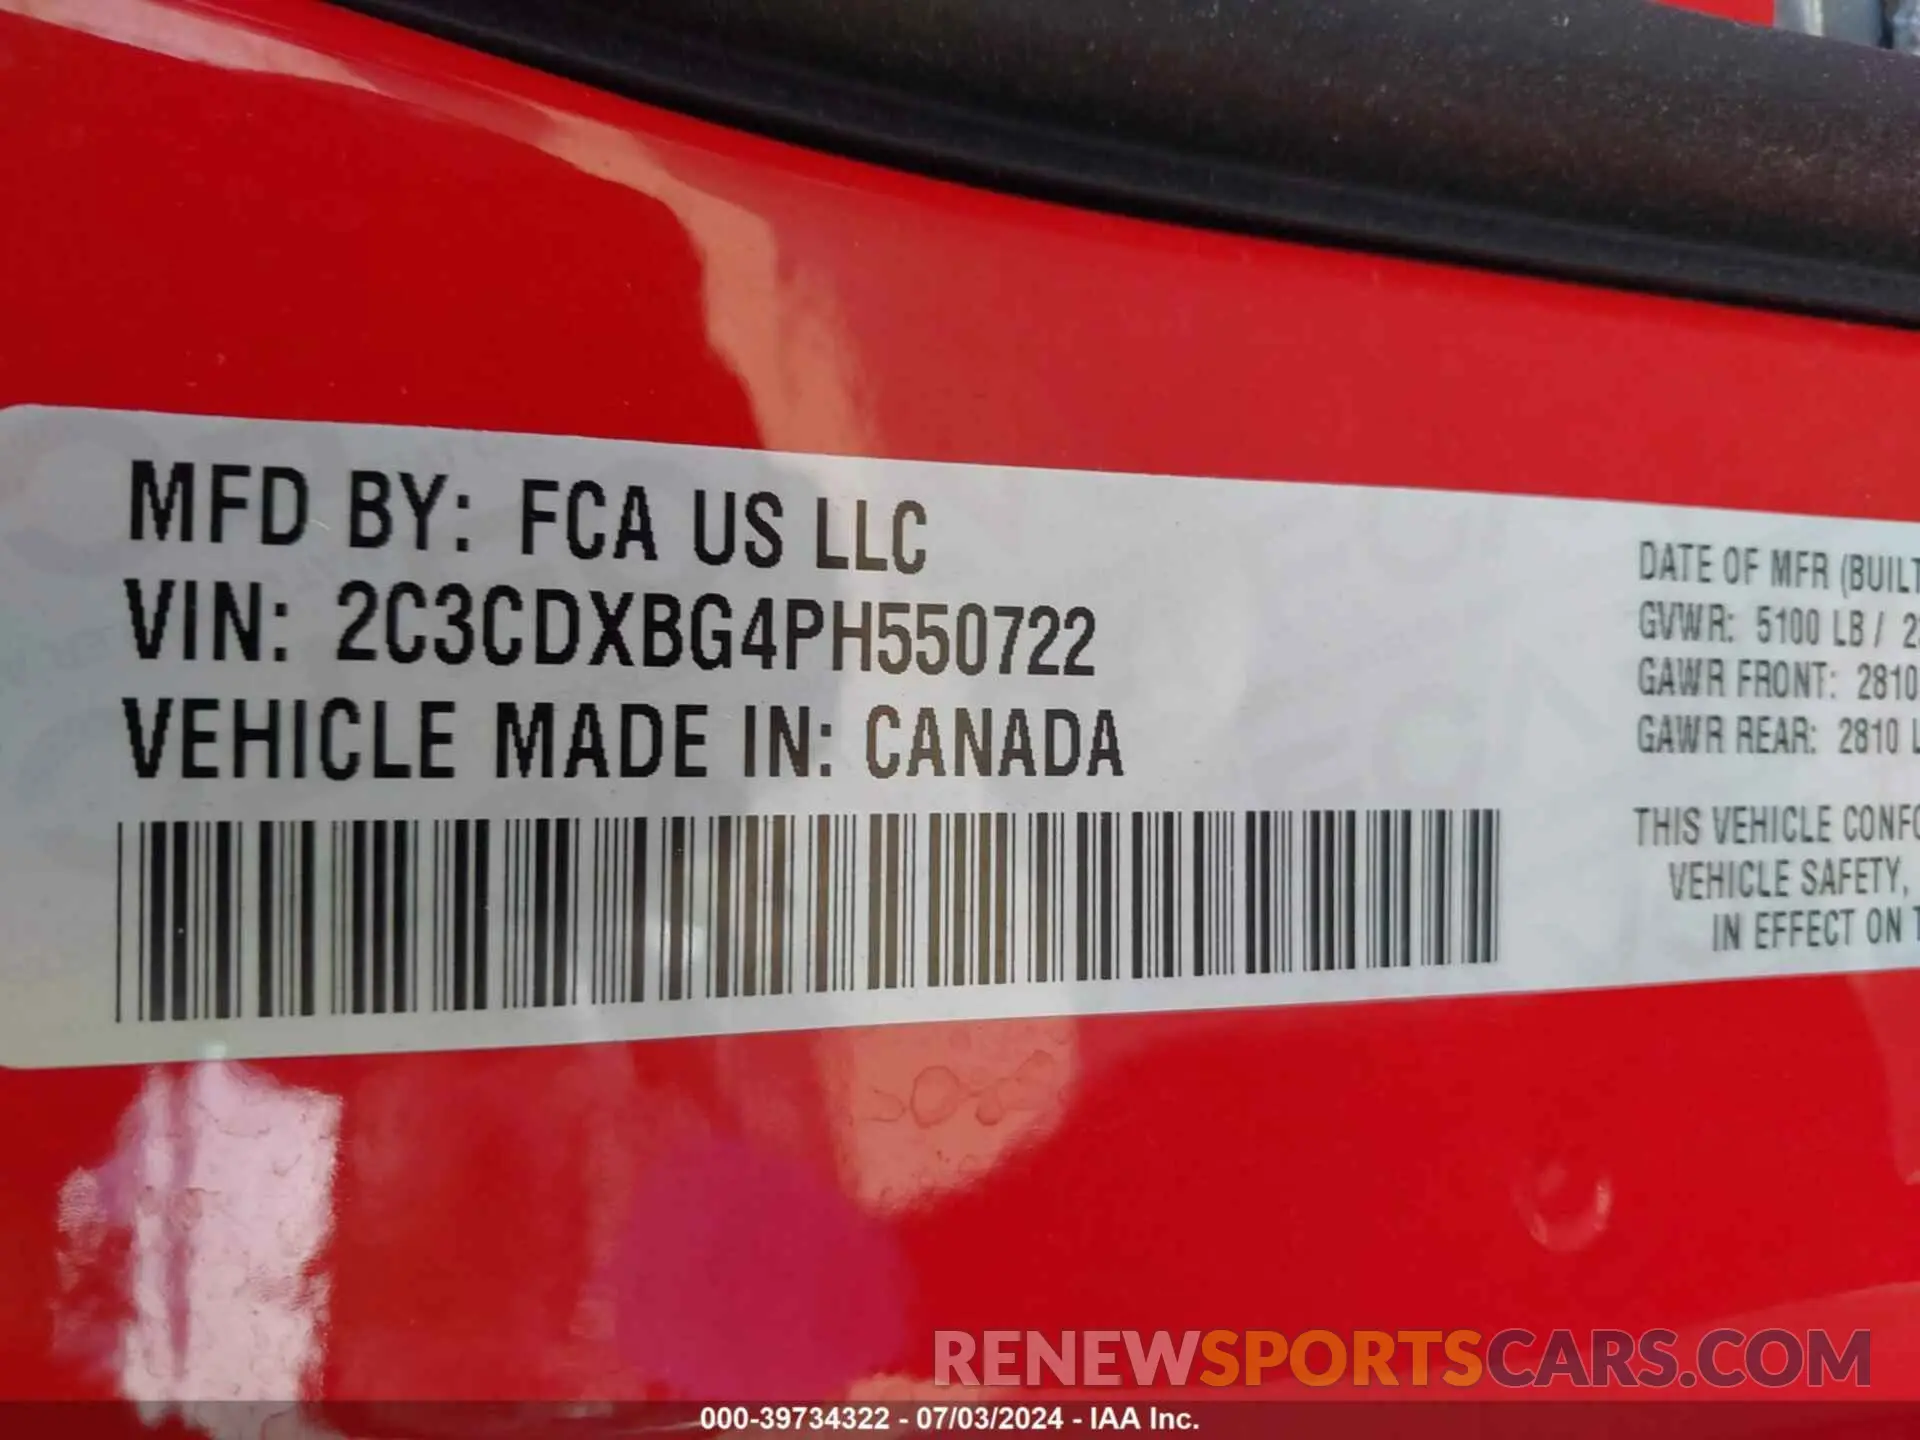 MFD BY: FCA US LLC
VIN: 2C3CDXBG4PH550722
VEHICLE MADE IN: CANADA
DATE OF MFR (BUILT
GVWR: 5100 LB / 2
GAWR FRONT: 2810
GAWR REAR: 2810 L
THIS VEHICLE CONFO
VEHICLE SAFETY,
IN EFFECT ON T
RENEWSPORTSCARS.COM
000-39734322 - 07/03/2024 - IAA Inc.